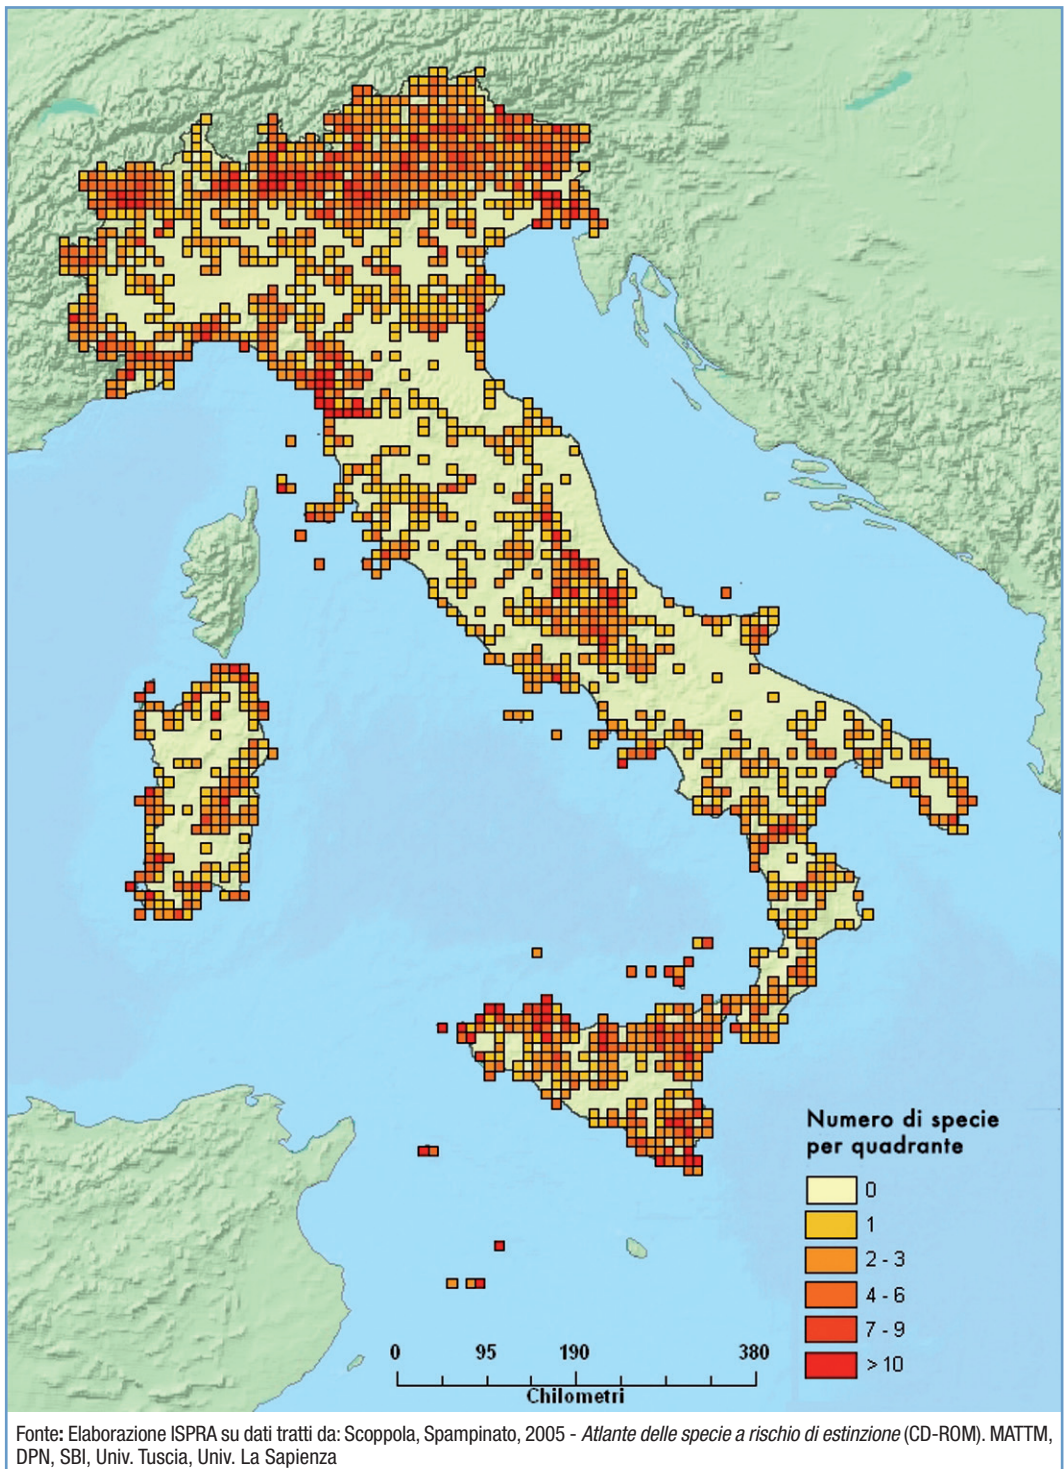 Numero di specie
per quadrante
0
1
2 - 3
4 - 6
7 - 9
> 10
0 95 190 380
Chilometri
Fonte: Elaborazione ISPRA su dati tratti da: Scoppola, Spampinato, 2005 - Atlante delle specie a rischio di estinzione (CD-ROM). MATTM,
DPN, SBI, Univ. Tuscia, Univ. La Sapienza